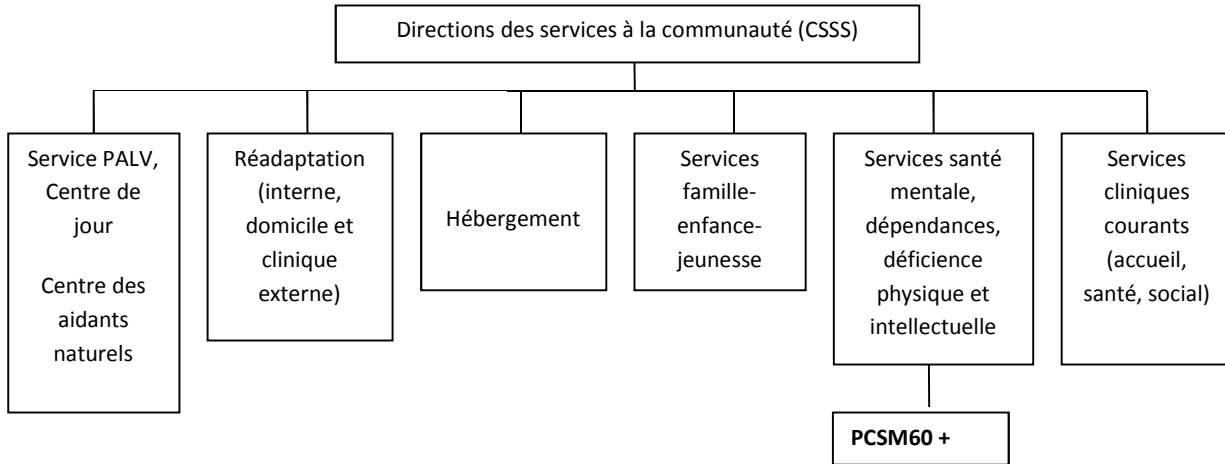 Directions des services à la communauté (CSSS)
Service PALV,
Centre de
jour
Centre des
aidants
naturels
Réadaptation
(interne,
domicile et
clinique
externe)
Hébergement
Services
famille-
enfance-
jeunesse
Services santé
mentale,
dépendances,
déficience
physique et
intellectuelle
Services
cliniques
courants
(accueil,
santé, social)
PCSM60 +